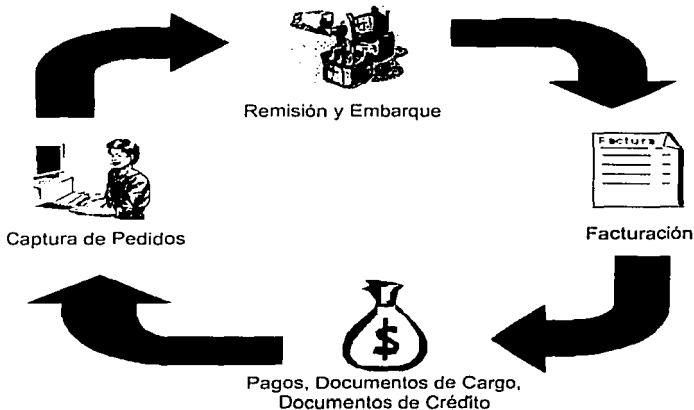 Remisión y Embarque
Factura
Captura de Pedidos
Facturación
$
Pagos, Documentos de Cargo,
Documentos de Crédito